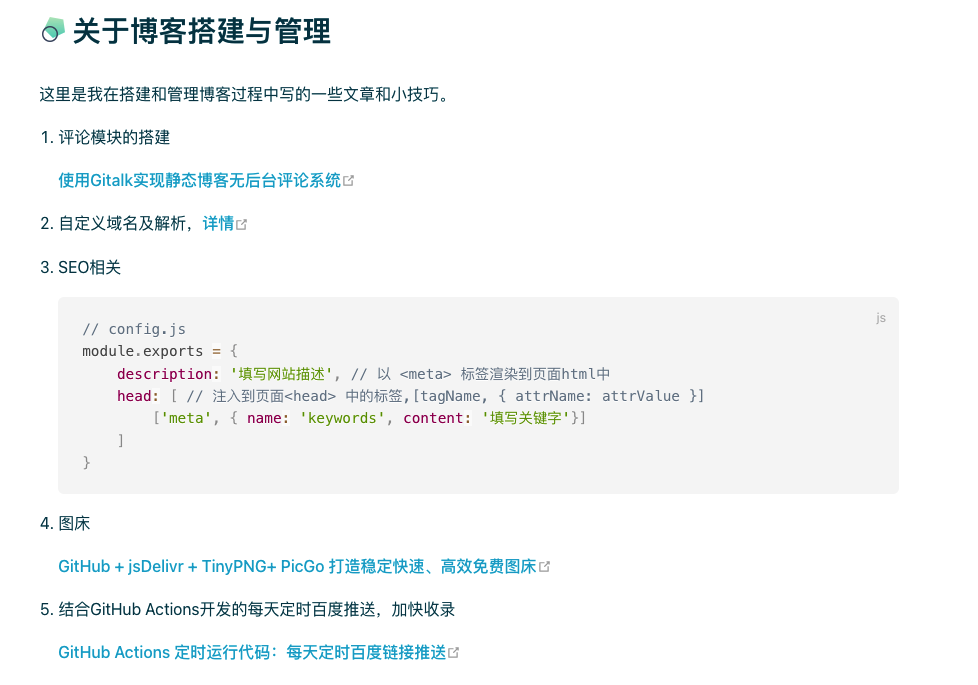 关于博客搭建与管理
这里是我在搭建和管理博客过程中写的一些文章和小技巧。
1. 评论模块的搭建
使用Gitalk实现静态博客无后台评论系统
2. 自定义域名及解析，详情
3. SEO相关
js
// config.js
module.exports = {
    description: '填写网站描述', // 以 <meta> 标签渲染到页面html中
    head: [ // 注入到页面<head> 中的标签,[tagName, { attrName: attrValue }]
        ['meta', { name: 'keywords', content: '填写关键字'}]
    ]
}
4. 图床
GitHub + jsDelivr + TinyPNG+ PicGo 打造稳定快速、高效免费图床
5. 结合GitHub Actions开发的每天定时百度推送，加快收录
GitHub Actions 定时运行代码：每天定时百度链接推送